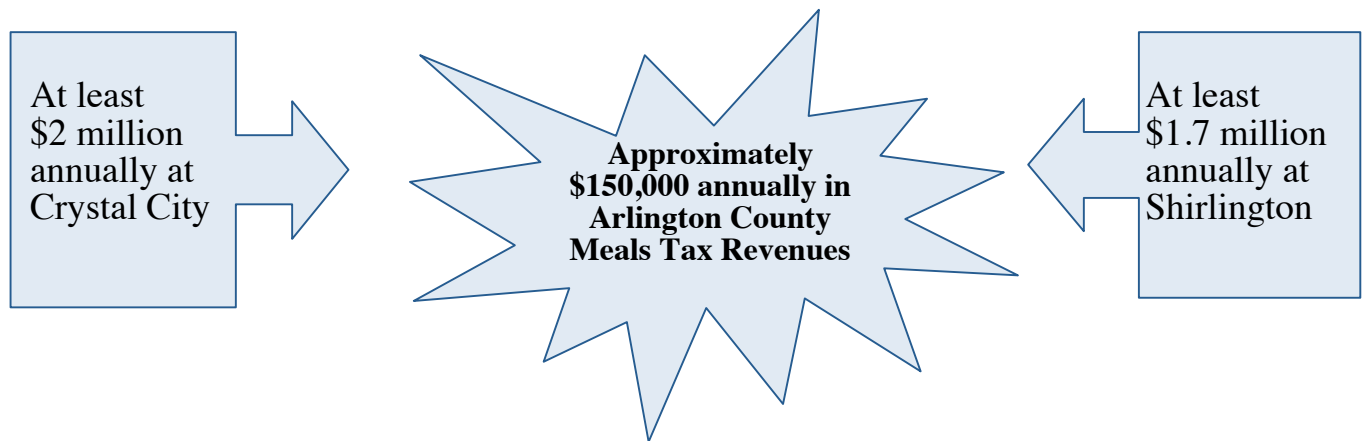 At least
$2 million
annually at
Crystal City
Approximately
$150,000 annually in
Arlington County
Meals Tax Revenues
At least
$1.7 million
annually at
Shirlington